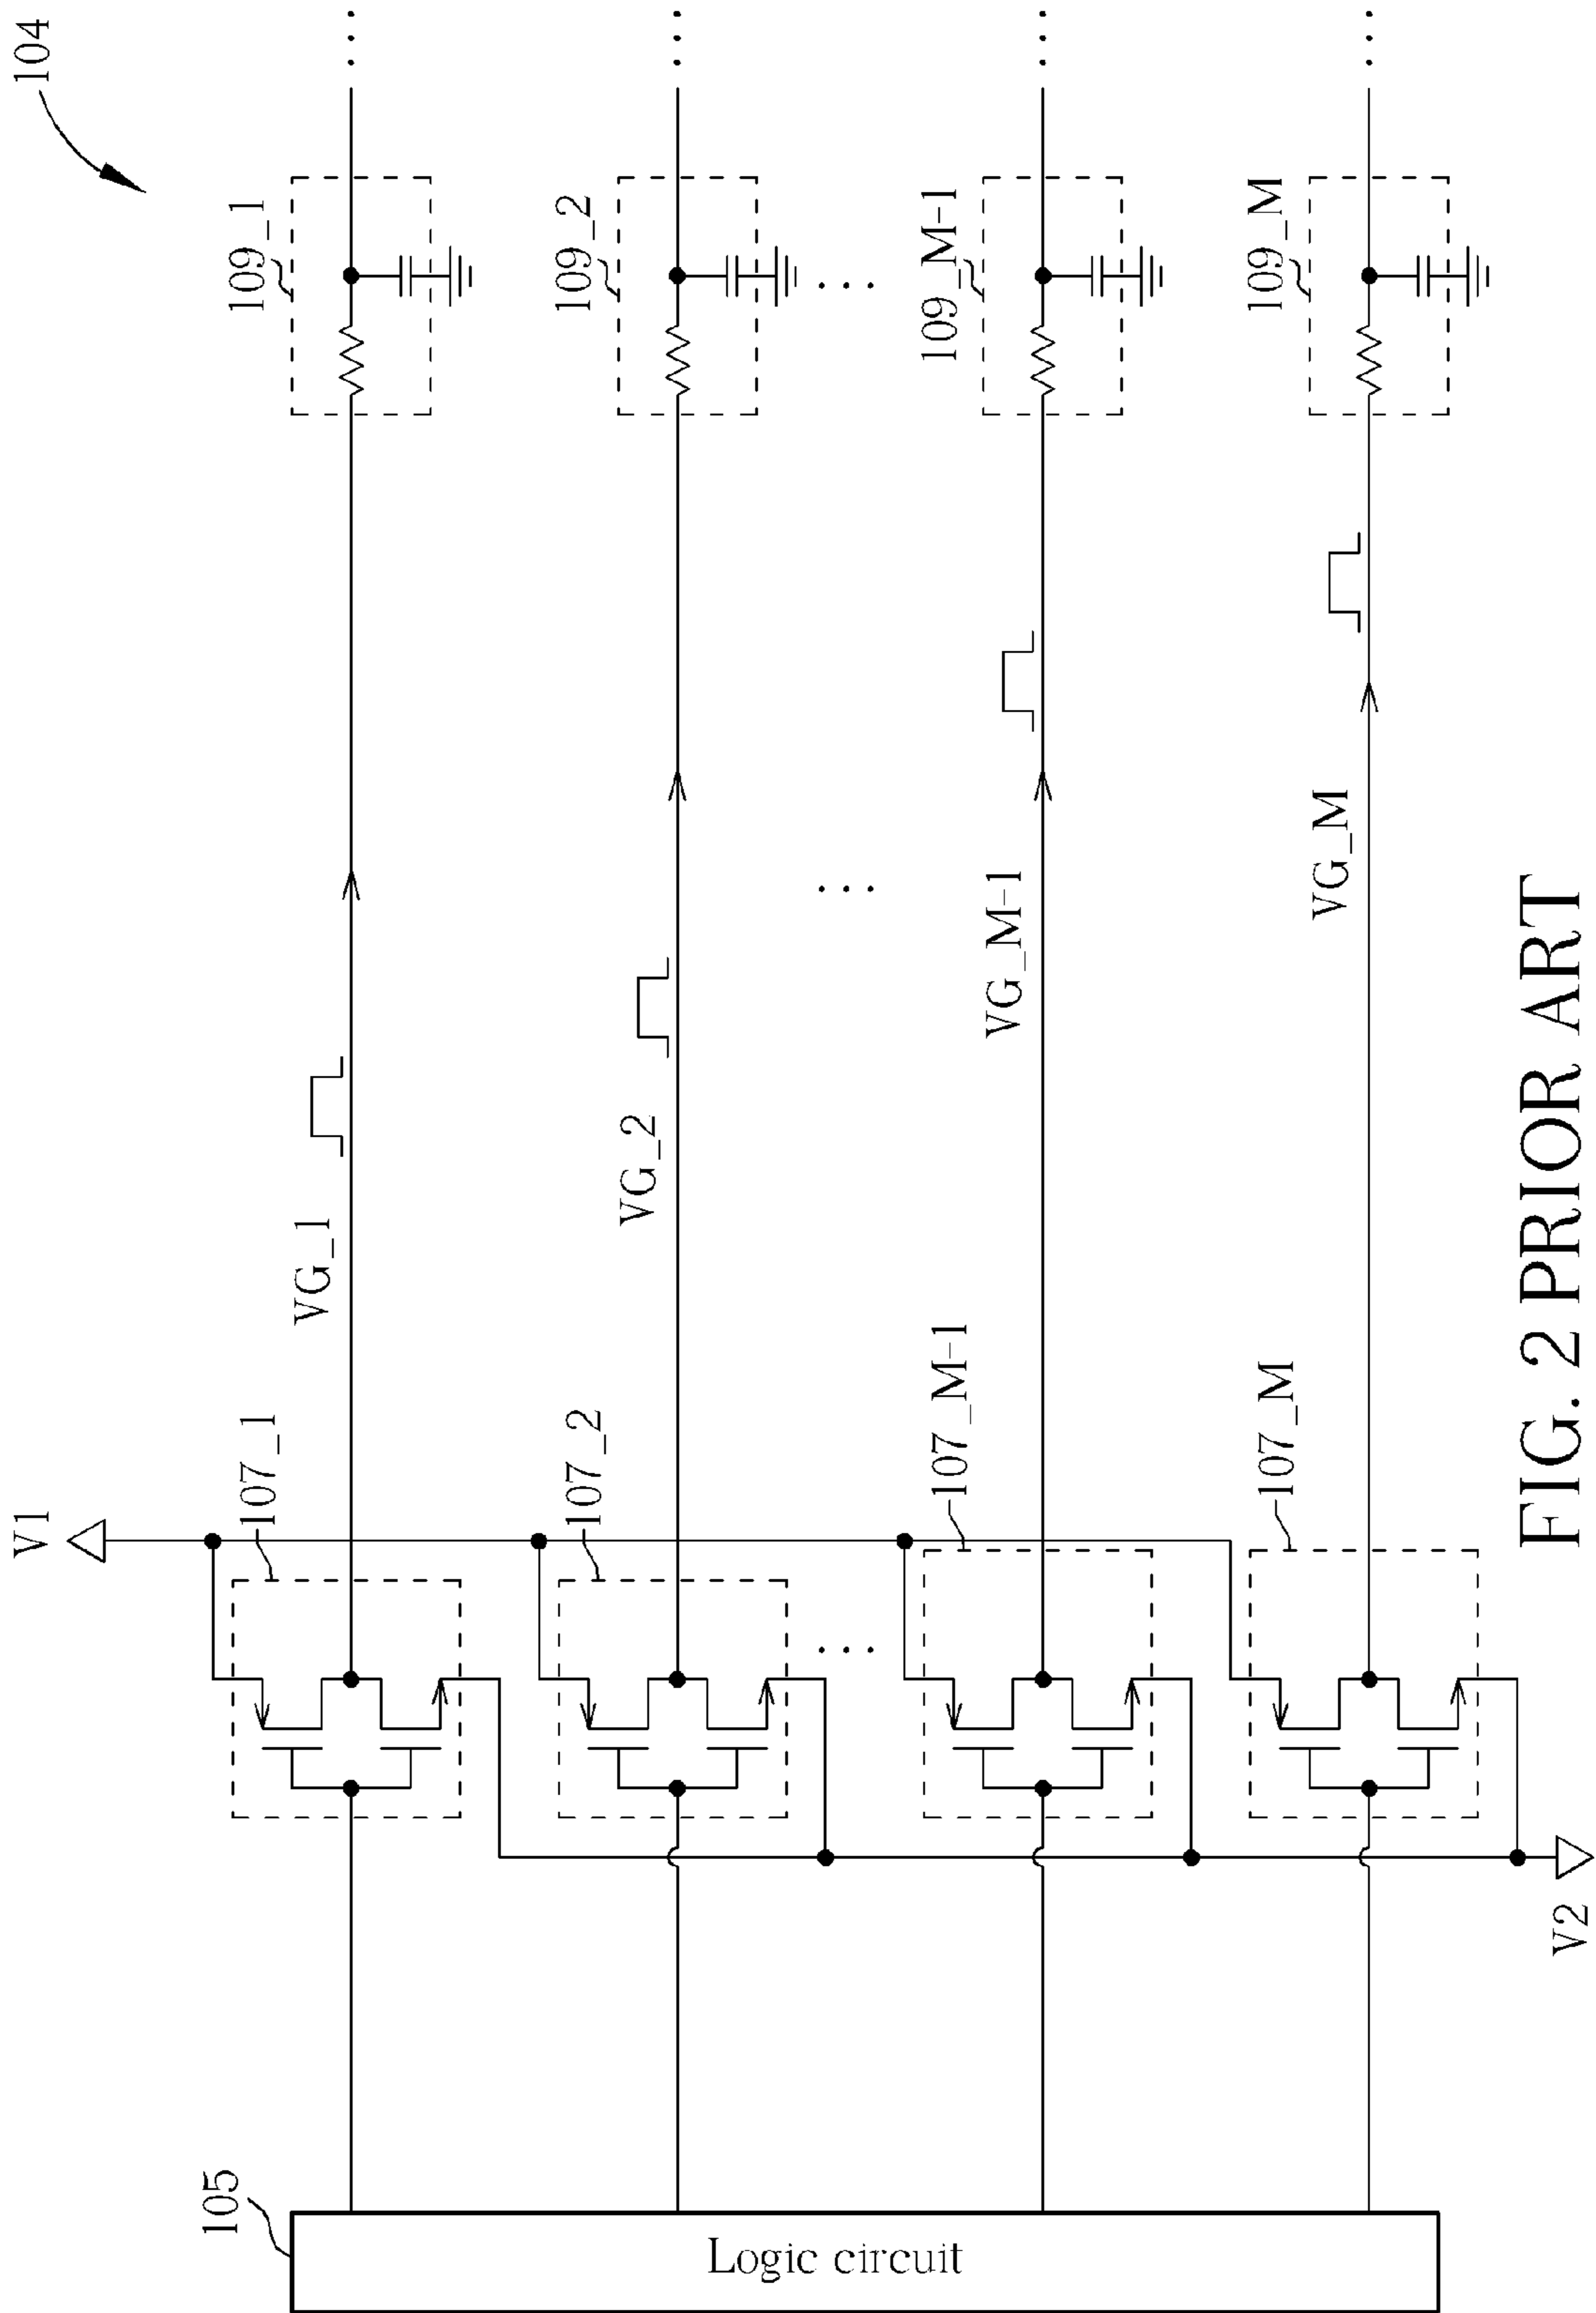 104
V1
107_1
VG_1
109_1
107_2
VG_2
109_2
107_M-1
VG_M-1
109_M-1
107_M
VG_M
109_M
V2
105
Logic circuit
FIG. 2 PRIOR ART